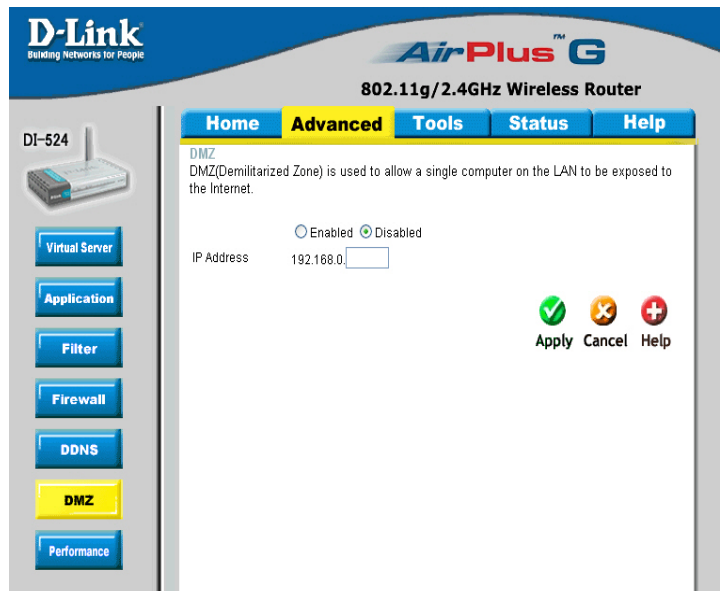 D-Link
Building Networks for People
AirPlus™ G
802.11g/2.4GHz Wireless Router
DI-524
Home Advanced Tools Status Help
DMZ
DMZ(Demilitarized Zone) is used to allow a single computer on the LAN to be exposed to
the Internet.
Enabled Disabled
IP Address 192.168.0.
Apply Cancel Help
Virtual Server
Application
Filter
Firewall
DDNS
DMZ
Performance